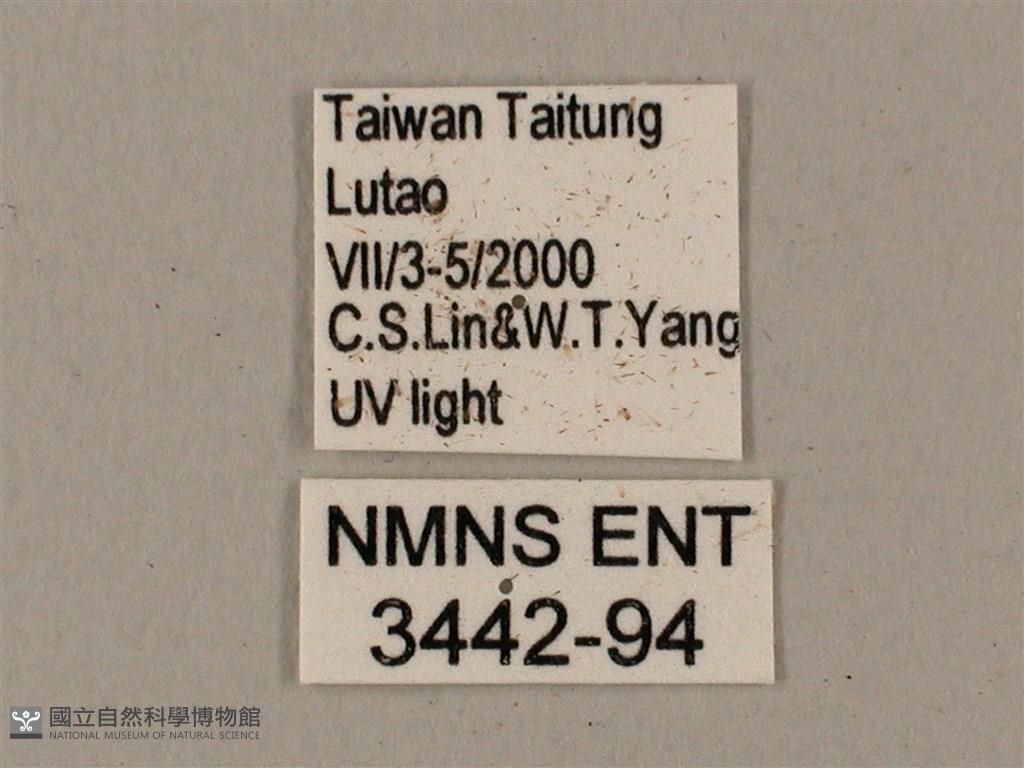 Taiwan Taitung
Lutao
VII/3-5/2000
C.S.Lin&W.T.Yang
UV light
NMNS ENT
3442-94
國立自然科學博物館
NATIONAL MUSEUM OF NATURAL SCIENCE